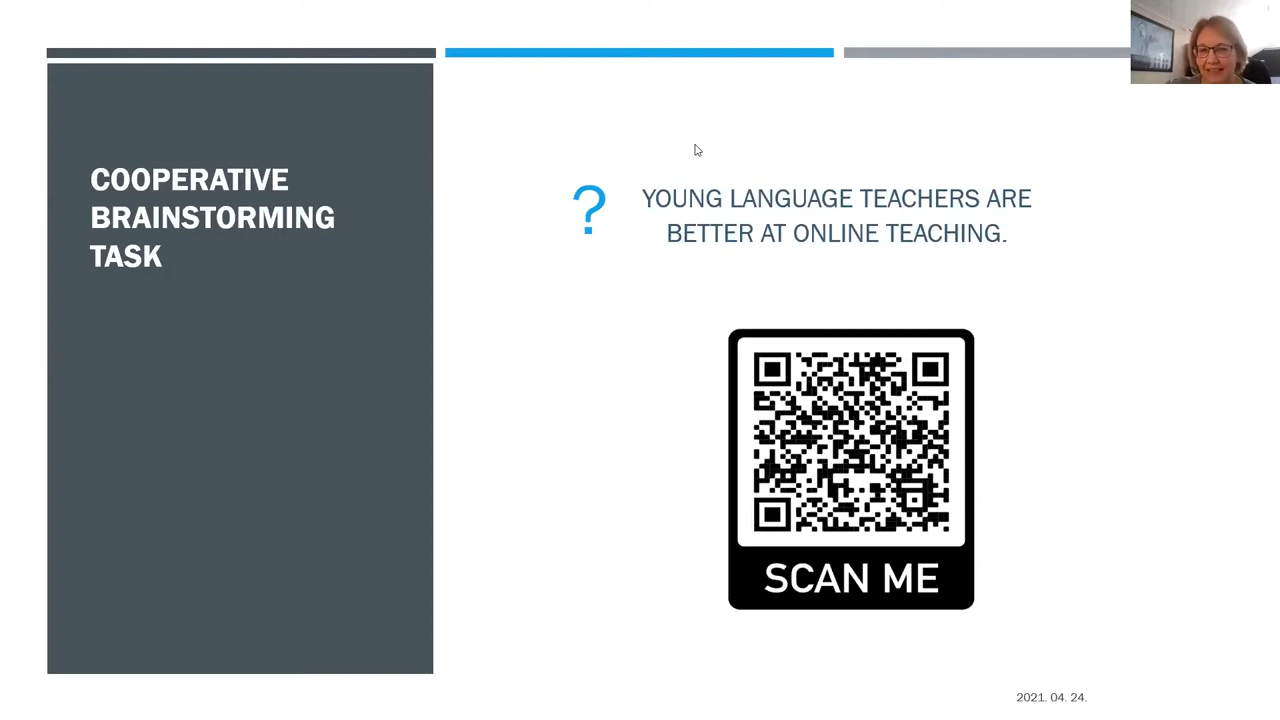 COOPERATIVE
BRAINSTORMING
TASK
?
YOUNG LANGUAGE TEACHERS ARE
BETTER AT ONLINE TEACHING.
SCAN ME
2021. 04. 24.